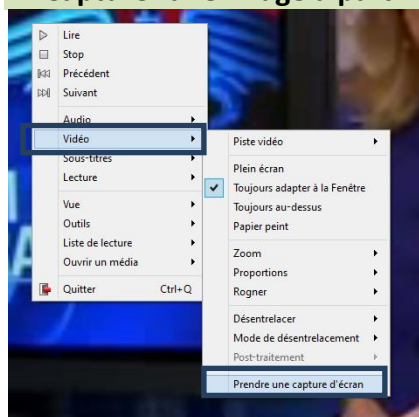 Lire
Stop
Précédent
Suivant
Audio
Vidéo
Sous-titres
Lecture
Vue
Outils
Liste de lecture
Ouvrir un média
Quitter Ctrl+Q
Piste vidéo
Plein écran
Toujours adapter à la Fenêtre
Toujours au-dessus
Papier peint
Zoom
Proportions
Rogner
Désentrelacer
Mode de désentrelacement
Post-traitement
Prendre une capture d'écran